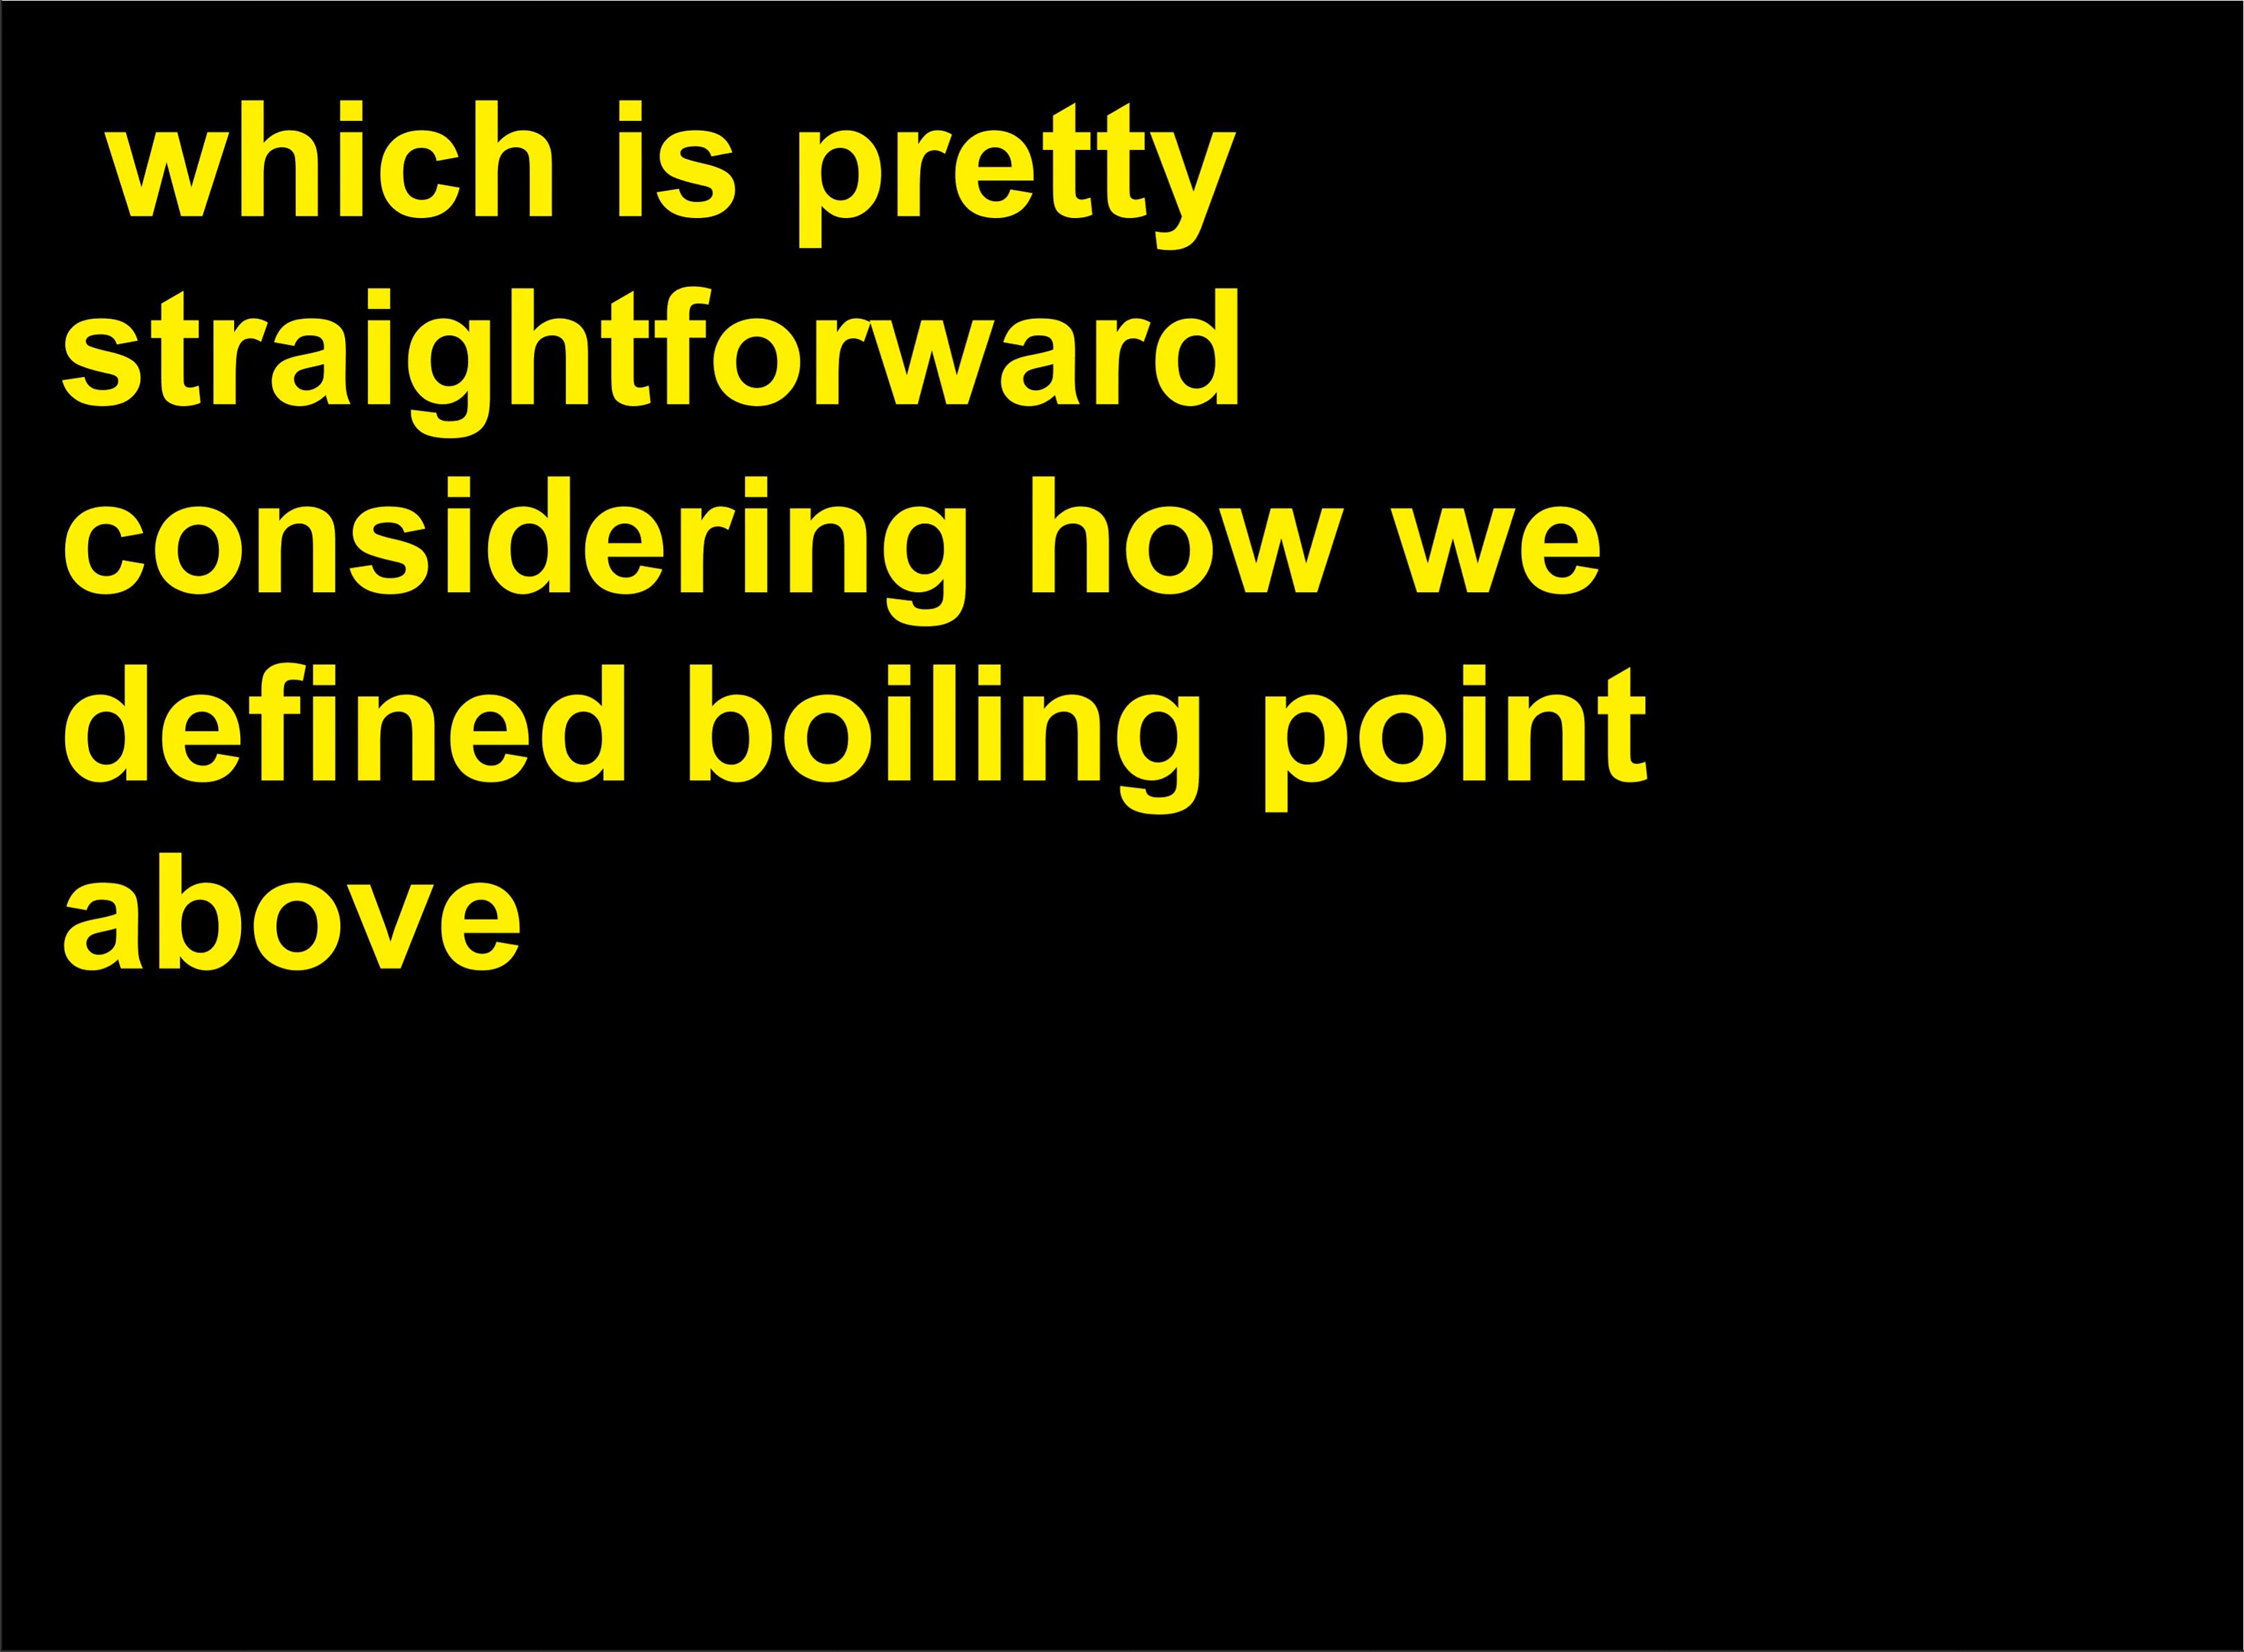 which is pretty
straightforward
considering how we
defined boiling point
above